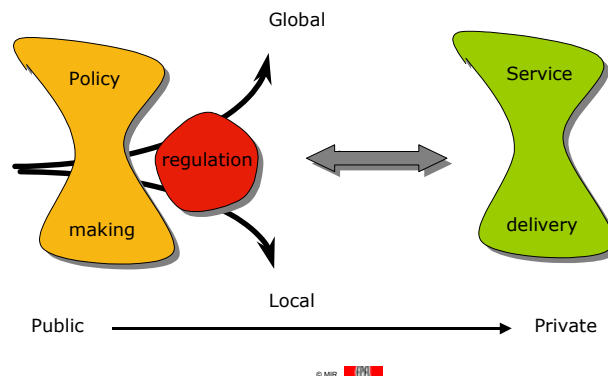 Global
Policy
Service
regulation
making
delivery
Local
Public
Private
© MIR